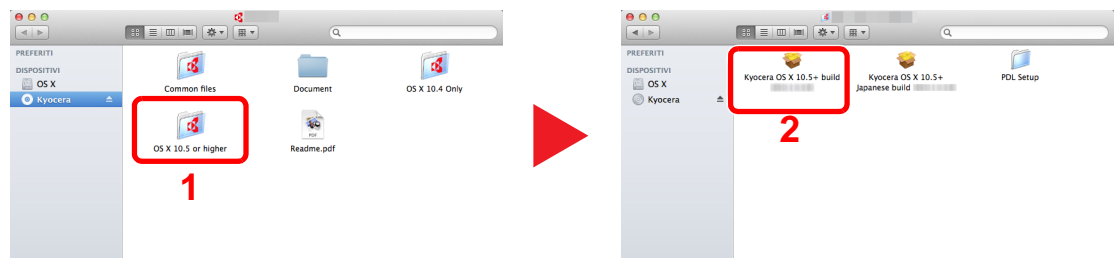 PREFERITI
DISPOSITIVI
OS X
Kyocera
Common files
Document
OS X 10.4 Only
OS X 10.5 or higher
PDF
Readme.pdf
1
PREFERITI
DISPOSITIVI
OS X
Kyocera
Kyocera OS X 10.5+ build
Kyocera OS X 10.5+
Japanese build
PDL Setup
2